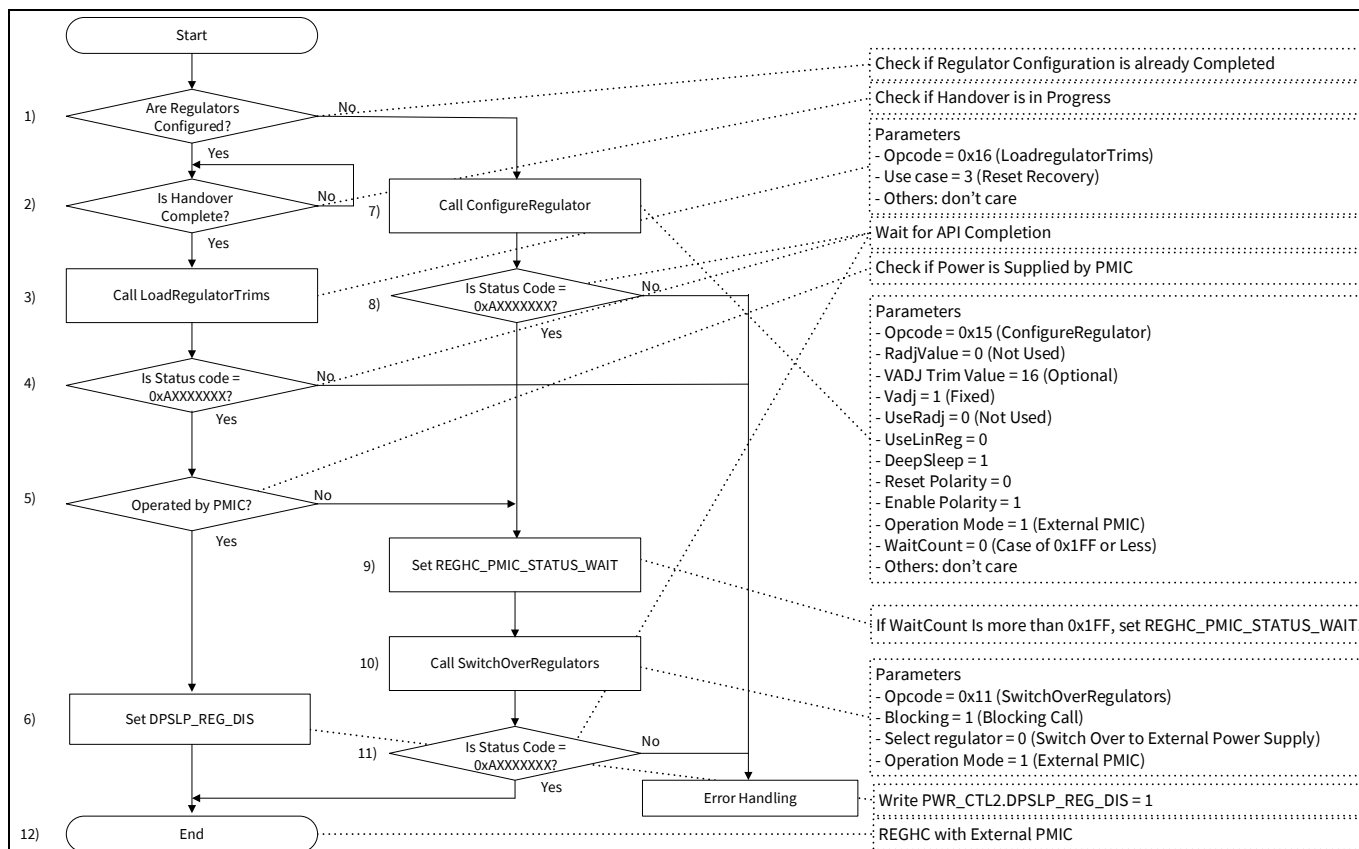 Start
1)
Are Regulators
Configured?
No
Yes
2)
Is Handover
Complete?
No
Yes
3)
Call LoadRegulatorTrims
4)
Is Status code =
0xAXXXXXXX?
No
Yes
5)
Operated by PMIC?
No
Yes
6)
Set DPSLP_REG_DIS
12)
End
7)
Call ConfigureRegulator
8)
Is Status Code =
0xAXXXXXXX?
No
Yes
9)
Set REGHC_PMIC_STATUS_WAIT
10)
Call SwitchOverRegulators
11)
Is Status Code =
0xAXXXXXXX?
No
Yes
Error Handling
Check if Regulator Configuration is already Completed
Check if Handover is in Progress
Parameters
- Opcode = 0x16 (LoadregulatorTrims)
- Use case = 3 (Reset Recovery)
- Others: don’t care
Wait for API Completion
Check if Power is Supplied by PMIC
Parameters
- Opcode = 0x15 (ConfigureRegulator)
- RadjValue = 0 (Not Used)
- VADJ Trim Value = 16 (Optional)
- Vadj = 1 (Fixed)
- UseRadj = 0 (Not Used)
- UseLinReg = 0
- DeepSleep = 1
- Reset Polarity = 0
- Enable Polarity = 1
- Operation Mode = 1 (External PMIC)
- WaitCount = 0 (Case of 0x1FF or Less)
- Others: don’t care
If WaitCount Is more than 0x1FF, set REGHC_PMIC_STATUS_WAIT.
Parameters
- Opcode = 0x11 (SwitchOverRegulators)
- Blocking = 1 (Blocking Call)
- Select regulator = 0 (Switch Over to External Power Supply)
- Operation Mode = 1 (External PMIC)
Write PWR_CTL2.DPSLP_REG_DIS = 1
REGHC with External PMIC